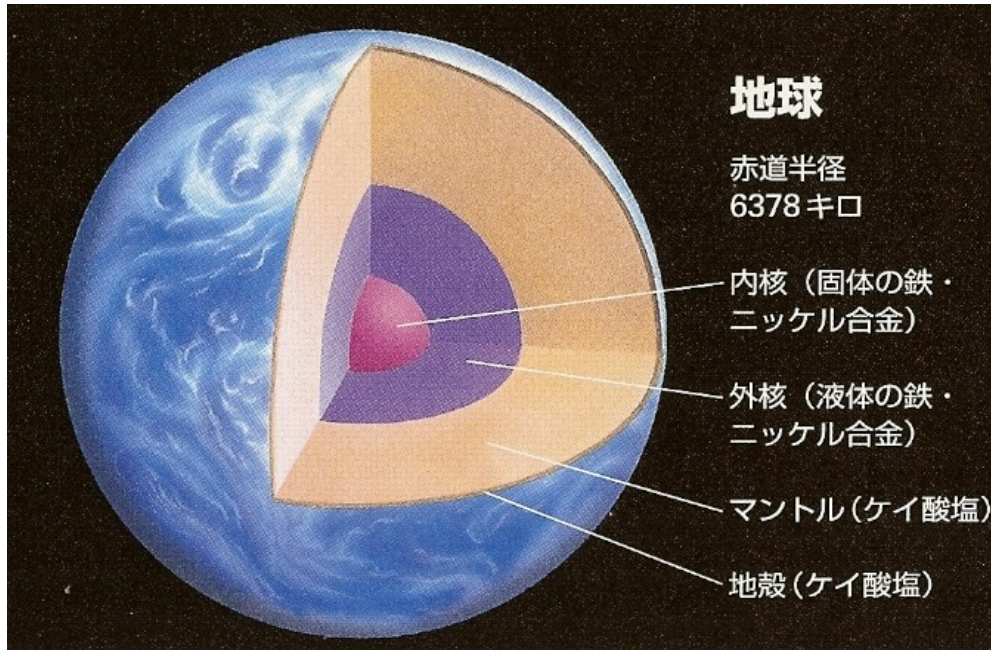 地球
赤道半径
6378キロ
内核（固体の鉄・
ニッケル合金）
外核（液体の鉄・
ニッケル合金）
マントル（ケイ酸塩）
地殻（ケイ酸塩）